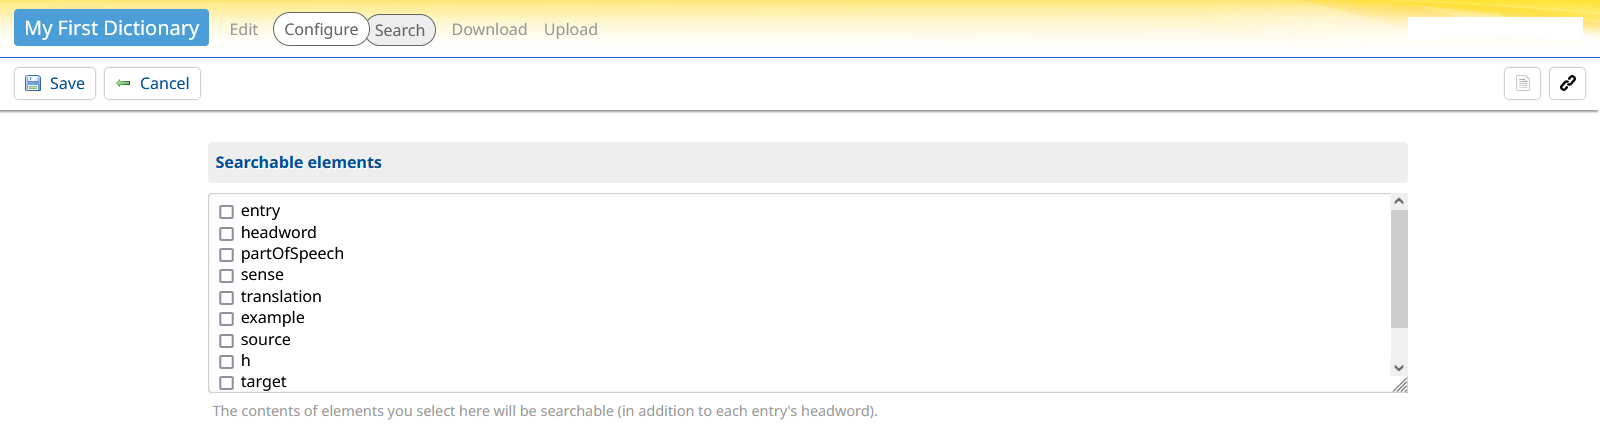 My First Dictionary Edit Configure Search Download Upload
Save Cancel
Searchable elements
entry
headword
partOfSpeech
sense
translation
example
source
h
target
The contents of elements you select here will be searchable (in addition to each entry's headword).